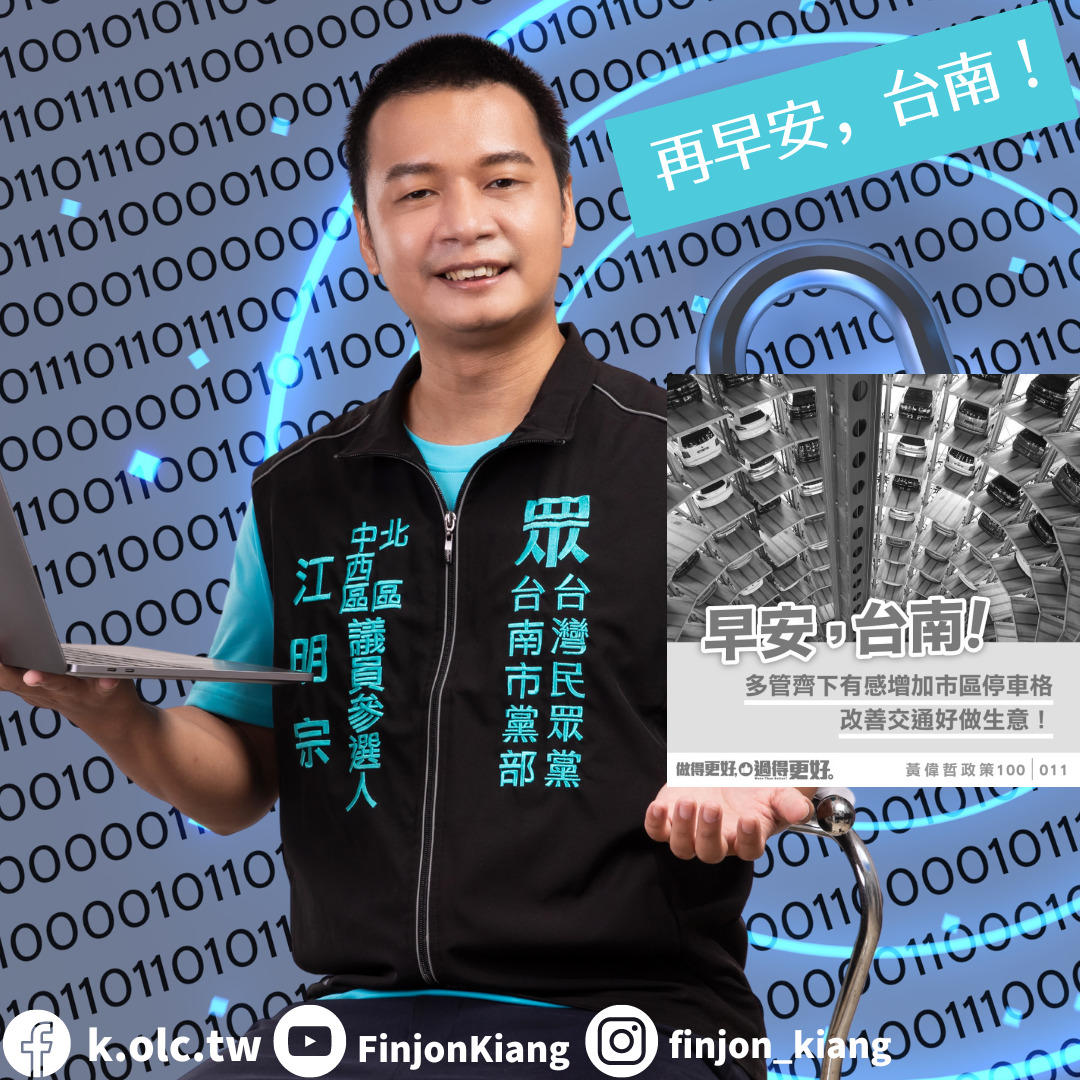 再早安，台南！
北區
中西區
議員參選人
江明宗
眾
台灣民眾黨
台南市黨部
早安，台南!
多管齊下有感增加市區停車格
改善交通好做生意！
做得更好，過得更好。
黃偉哲政策100｜011
k.olc.tw
FinjonKiang
finjon_kiang